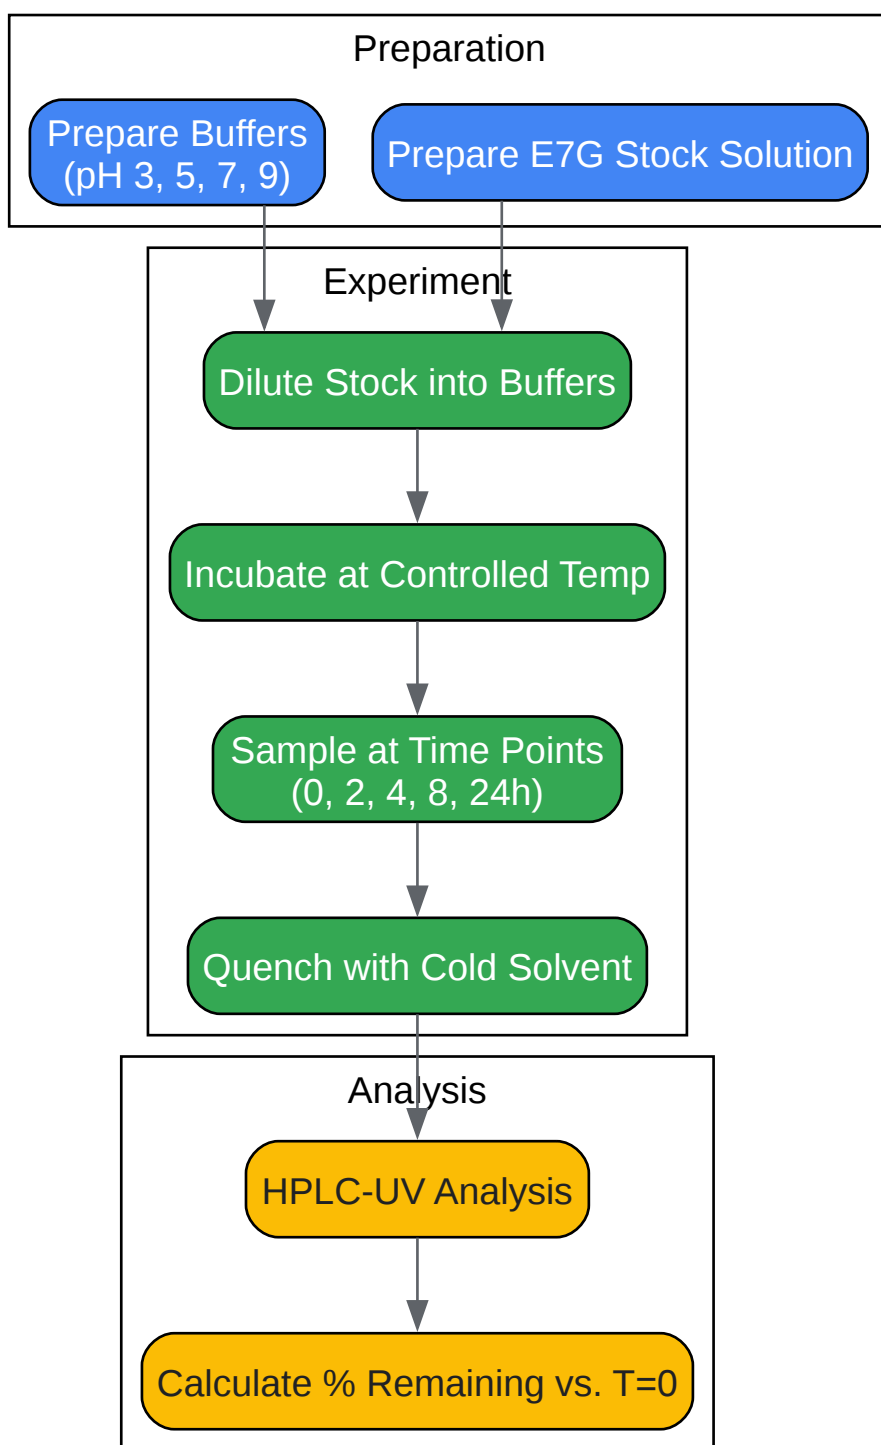 Preparation
Prepare Buffers
(pH 3, 5, 7, 9)
Prepare E7G Stock Solution
Experiment
Dilute Stock into Buffers
Incubate at Controlled Temp
Sample at Time Points
(0, 2, 4, 8, 24h)
Quench with Cold Solvent
Analysis
HPLC-UV Analysis
Calculate % Remaining vs. T=0